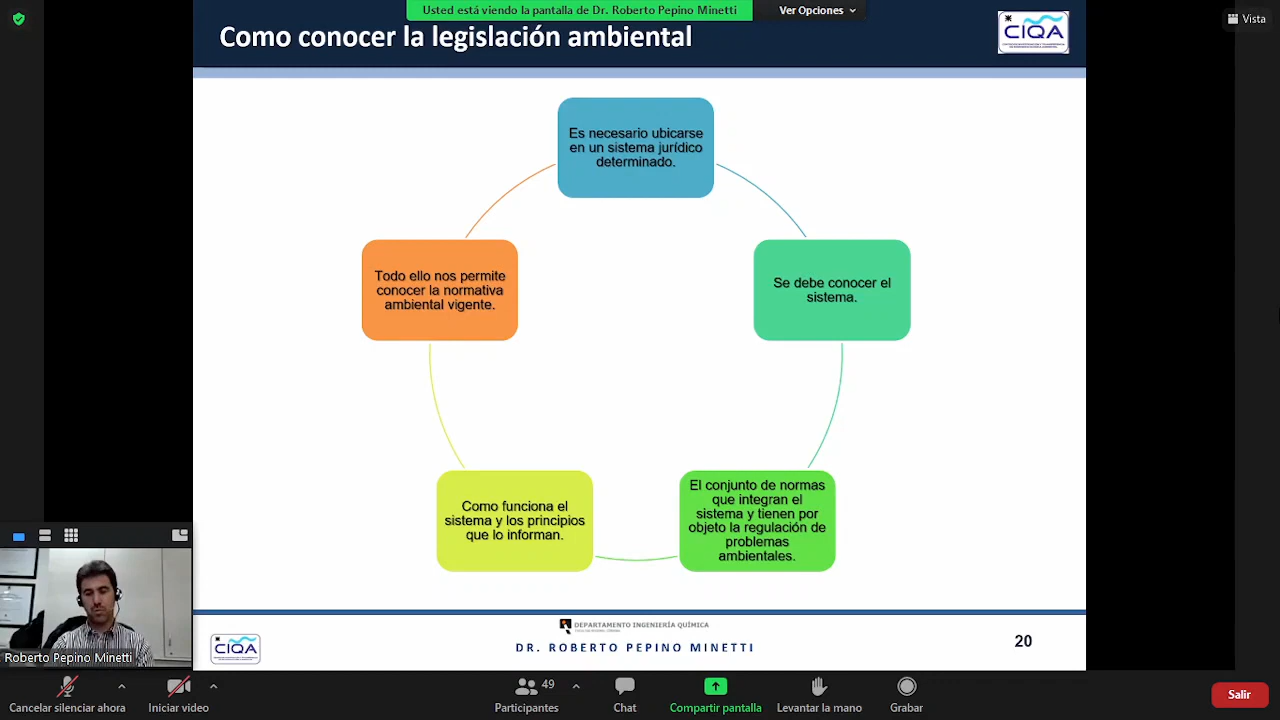 Usted está viendo la pantalla de Dr. Roberto Pepino Minetti
Ver Opciones
Vista
Como conocer la legislación ambiental
CIQA
Es necesario ubicarse
en un sistema jurídico
determinado.
Todo ello nos permite
conocer la normativa
ambiental vigente.
Se debe conocer el
sistema.
Como funciona el
sistema y los principios
que lo informan.
El conjunto de normas
que integran el
sistema y tienen por
objeto la regulación de
problemas
ambientales.
DEPARTAMENTO INGENIERÍA QUÍMICA
CIQA
DR. ROBERTO PEPINO MINETTI
20
Roberto Pepino Minetti
49
Cancelar silenciar ahora
Iniciar video
Participantes
Chat
Compartir pantalla
Levantar la mano
Grabar
Salir